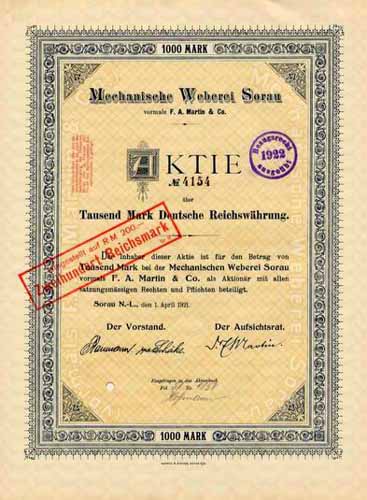 1000 MARK
Mechanische Weberei Sorau
vormals F. A. Martin & Co.
AKTIE
№ 4154
Bezugsrecht
1922
ausgeübt
über
Tausend Mark Deutsche Reichswährung.
auf RM 200.—
Zweihundert Reichsmark
Der Inhaber dieser Aktie ist für den Betrag von
Tausend Mark bei der Mechanischen Weberei Sorau
vormals F. A. Martin & Co. als Aktionär mit allen
satzungsmässigen Rechten und Pflichten beteiligt.
Sorau N.-L., den 1. April 1921.
Der Vorstand. Der Aufsichtsrat.
Eingetragen in das Aktienbuch
Fol. Nr.
1000 MARK